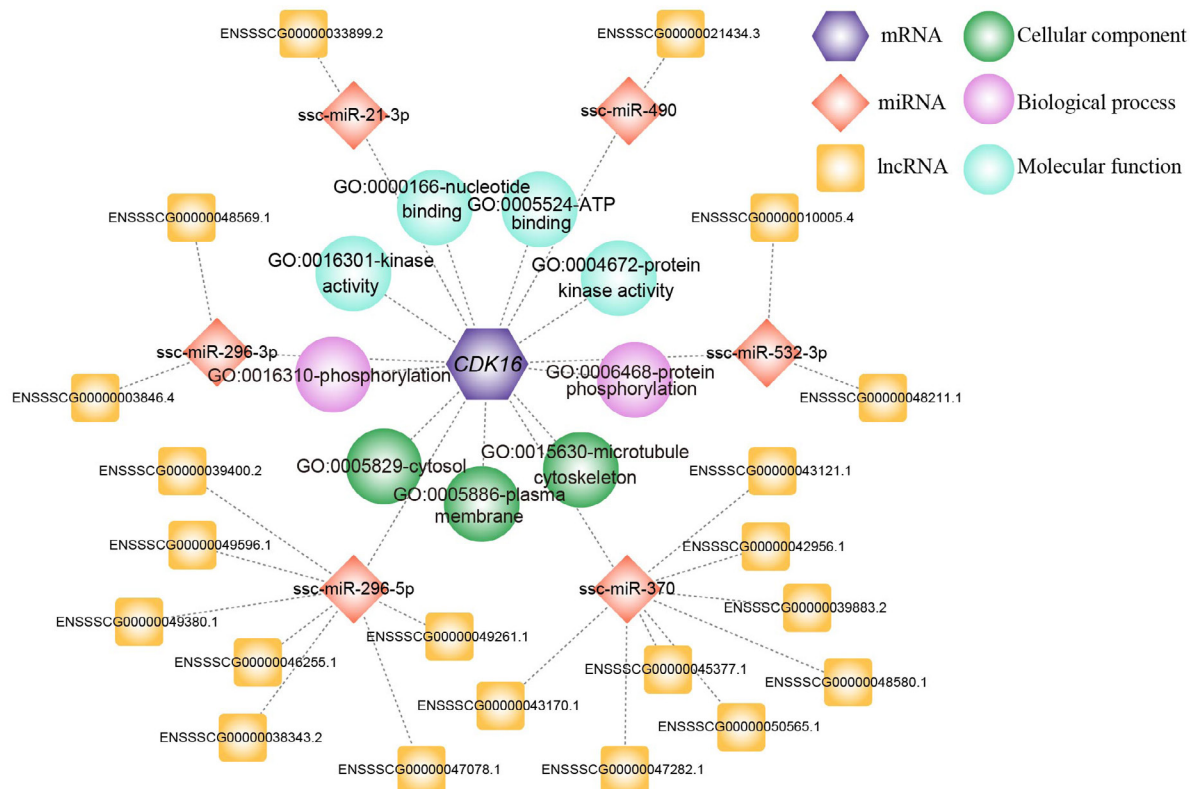 ENSSSCG00000033899.2
ENSSSCG00000021434.3
mRNA
Cellular component
ssc-miR-21-3p
ssc-miR-490
miRNA
Biological process
lncRNA
Molecular function
GO:0000166-nucleotide
binding
GO:0005524-ATP
binding
ENSSSCG00000048569.1
ENSSSCG00000010005.4
GO:0016301-kinase
activity
GO:0004672-protein
kinase activity
ssc-miR-296-3p
CDK16
ssc-miR-532-3p
GO:0016310-phosphorylation
GO:0006468-protein
phosphorylation
ENSSSCG00000003846.4
ENSSSCG00000048211.1
GO:0005829-cytosol
GO:0015630-microtubule
cytoskeleton
GO:0005886-plasma
membrane
ENSSSCG00000039400.2
ENSSSCG00000043121.1
ENSSSCG00000049596.1
ENSSSCG00000042956.1
ssc-miR-296-5p
ssc-miR-370
ENSSSCG00000049380.1
ENSSSCG00000039883.2
ENSSSCG00000049261.1
ENSSSCG00000046255.1
ENSSSCG00000045377.1
ENSSSCG00000048580.1
ENSSSCG00000043170.1
ENSSSCG00000050565.1
ENSSSCG00000038343.2
ENSSSCG00000047078.1
ENSSSCG00000047282.1